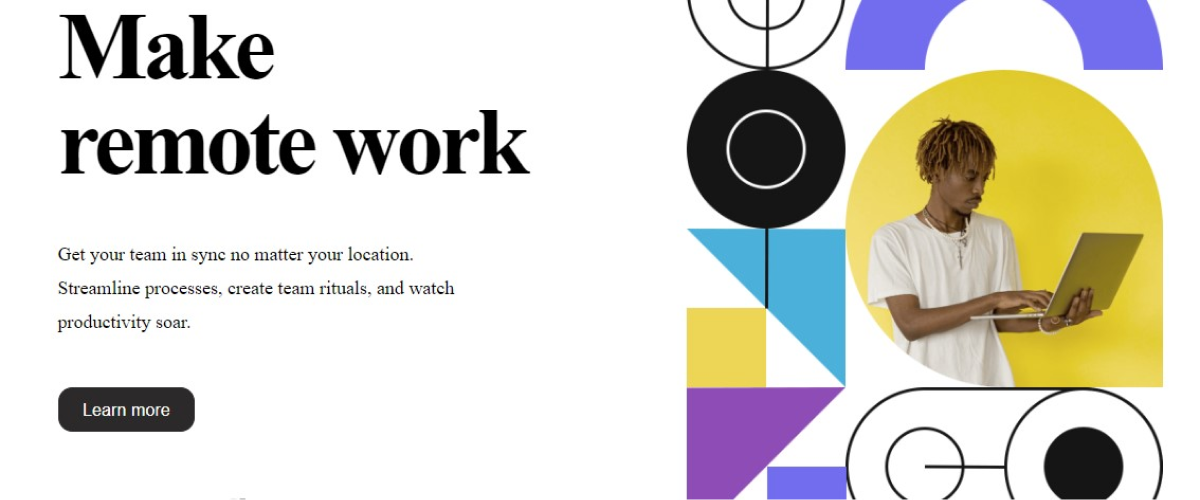 Make
remote work
Get your team in sync no matter your location.
Streamline processes, create team rituals, and watch
productivity soar.
Learn more